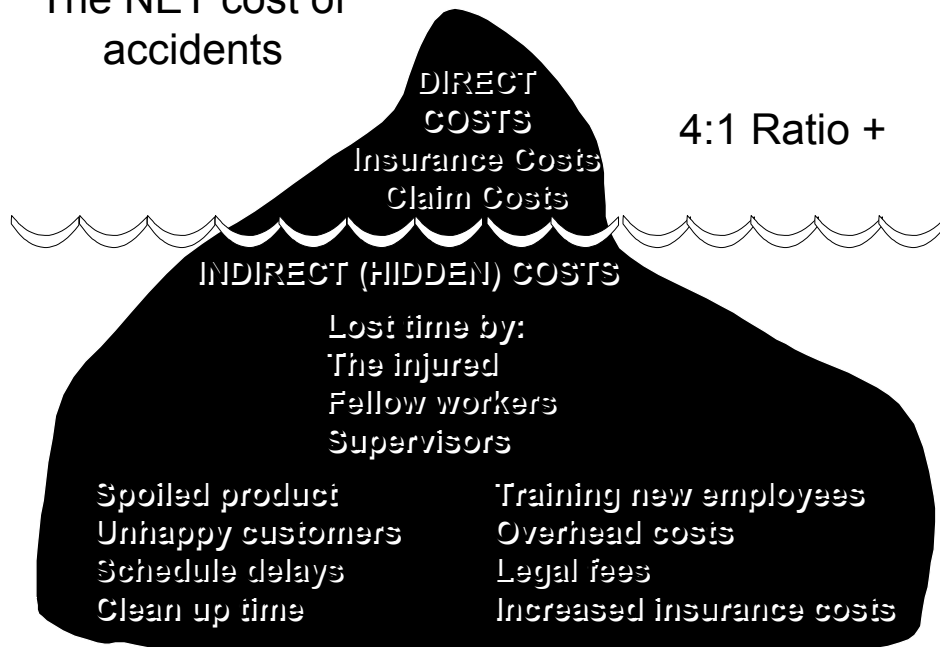 The NET cost of
accidents
DIRECT
COSTS
Insurance Costs
Claim Costs
4:1 Ratio +
INDIRECT (HIDDEN) COSTS
Lost time by:
The injured
Fellow workers
Supervisors
Spoiled product
Unhappy customers
Schedule delays
Clean up time
Training new employees
Overhead costs
Legal fees
Increased insurance costs